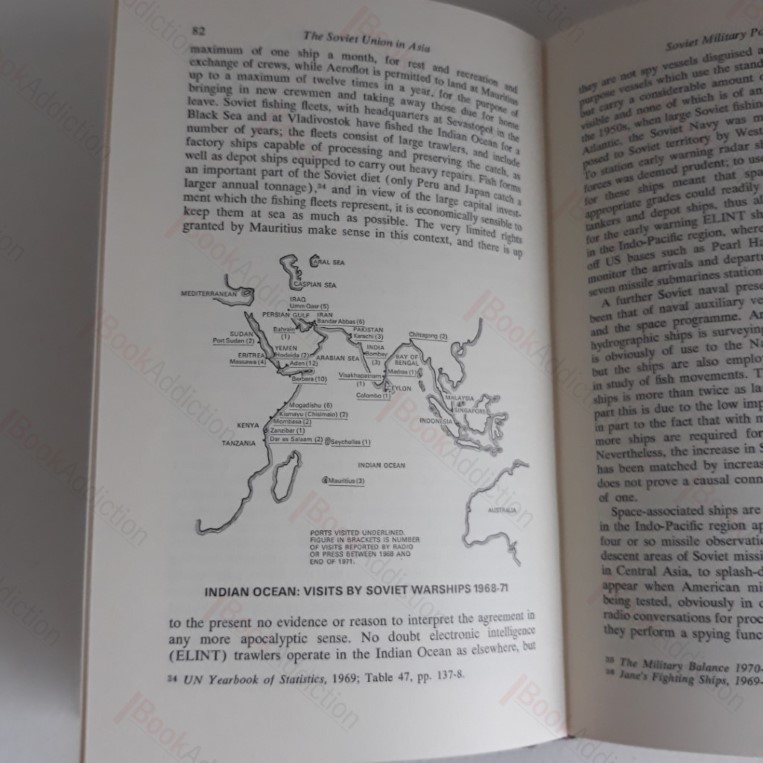 82
The Soviet Union in Asia
maximum of one ship a month, for rest and recreation and
exchange of crews, while Aeroflot is permitted to land at Mauritius
up to a maximum of twelve times in a year, for the purpose of
bringing in new crewmen and taking away those due for home
leave. Soviet fishing fleets, with headquarters at Sevastopol in the
Black Sea and at Vladivostok have fished the Indian Ocean for a
number of years; the fleets consist of large trawlers, and include
factory ships capable of processing and preserving the catch, as
well as depot ships equipped to carry out heavy repairs. Fish forms
an important part of the Soviet diet (only Peru and Japan catch a
larger annual tonnage),³⁴ and in view of the large capital invest-
ment which the fishing fleets represent, it is economically sensible to
keep them at sea as much as possible. The very limited rights
granted by Mauritius make sense in this context, and there is up
ARAL SEA
CASPIAN SEA
MEDITERRANEAN
IRAQ
Umm Qasr (5)
PERSIAN GULF IRAN
Bandar Abbas (6)
Bahrain
(1)
PAKISTAN
Karachi (3)
Chittagong (3)
SUDAN
Port Sudan (2)
YEMEN
Hodeida (2)
INDIA
Bombay
(3)
BAY OF
BENGAL
ERITREA
Massawa (4)
Aden (12)
ARABIAN SEA
Madras (1)
Visakhapatnam
(1)
Berbera (10)
CEYLON
Colombo (1)
MALAYSIA
SINGAPORE
INDONESIA
Mogadishu (6)
Kismayu (Chisimaio) (2)
Mombasa (2)
KENYA
Zanzibar (1)
TANZANIA
Dar es Salaam (2)
Seychelles (1)
INDIAN OCEAN
Mauritius (3)
AUSTRALIA
PORTS VISITED UNDERLINED.
FIGURE IN BRACKETS IS NUMBER
OF VISITS REPORTED BY RADIO
OR PRESS BETWEEN 1968 AND
END OF 1971.
INDIAN OCEAN: VISITS BY SOVIET WARSHIPS 1968-71
to the present no evidence or reason to interpret the agreement in
any more apocalyptic sense. No doubt electronic intelligence
(ELINT) trawlers operate in the Indian Ocean as elsewhere, but
³⁴ UN Yearbook of Statistics, 1969; Table 47, pp. 137-8.
Soviet Military
they are not spy vessels disguised
purpose vessels which use the
but carry a considerable amount
visible and none of which is of
the 1950s, when large Soviet
Atlantic, the Soviet Navy was
posed to Soviet territory by
To station early warning radar
forces was deemed prudent; to
for these ships meant that
appropriate grades could readily
tankers and depot ships, thus
for the early warning ELINT
in the Indo-Pacific region, where
off US bases such as Pearl
monitor the arrivals and
seven missile submarines
A further Soviet naval
been that of naval auxiliary
and the space programme.
hydrographic ships is surveying
is obviously of use to the
but the ships are also
in study of fish movements.
ships is more than twice as
part this is due to the low
in part to the fact that with
more ships are required for
Nevertheless, the increase in
has been matched by
does not prove a causal
of one.
Space-associated ships are
in the Indo-Pacific region
four or so missile
descent areas of Soviet
in Central Asia, to
appear when American
being tested, obviously in
radio conversations for
they perform a spying
³⁵ The Military Balance 1970-
³⁶ Jane's Fighting Ships, 1969-
BookAddiction